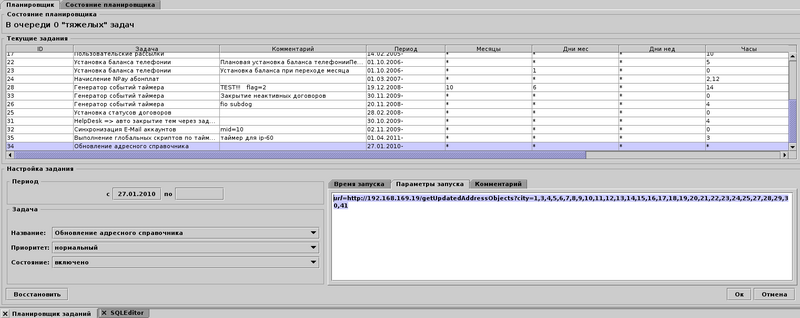 Планировщик Состояние планировщика
Состояние планировщика
В очереди 0 "тяжелых" задач
Текущие задания
ID Задача Комментарий Период Месяцы Дни мес Дни нед Часы
17 Пользовательские рассылки 14.02.2005- * * * 10
22 Установка баланса телефонии Плановая установка баланса телефонииПе... 01.10.2006- * * * 5
23 Установка баланса телефонии Установка баланса при переходе месяца 01.10.2006- * 1 * 0
24 Начисление NPay абонплат 01.03.2007- * * * 2,12
28 Генератор событий таймера TEST!!! flag=2 19.12.2008- 10 6 * 14
33 Генератор событий таймера Закрытие неактивных договоров 30.11.2009- * * * 0
26 Генератор событий таймера fio subdog 20.11.2008- * * * 4
25 Установка статусов договоров 28.02.2008- * * * 0
31 HelpDesk => авто закрытие тем через зад... 30.10.2009- * * * 4
32 Синхронизация E-Mail аккаунтов mid=10 02.11.2009- * * * 0
35 Выполнение глобальных скриптов по тайм... таймер для ip-60 01.04.2011- * * * 3
34 Обновление адресного справочника 27.01.2010- * * * *
Настройка задания
Период
с 27.01.2010 по
Задача
Название: Обновление адресного справочника
Приоритет: нормальный
Состояние: включено
Время запуска Параметры запуска Комментарий
url=http://192.168.169.19/getUpdatedAddressObjects?city=1,3,4,5,6,7,8,9,10,11,12,13,14,15,16,17,18,19,20,21,22,23,24,25,27,28,29,3
0,41
Восстановить Ок Отмена
Планировщик заданий SQLEditor